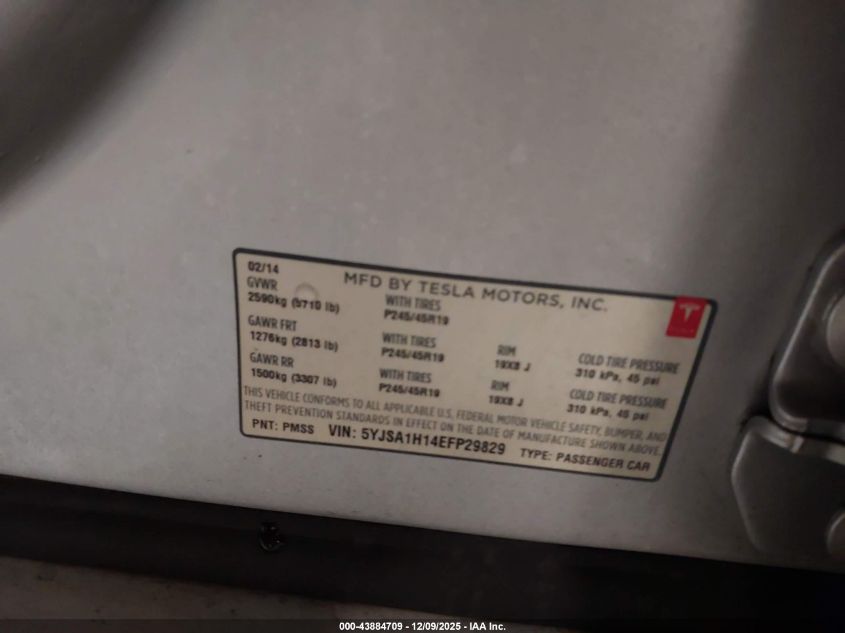 02/14
MFD BY TESLA MOTORS, INC.
GVWR
2590kg (5710 lb)
WITH TIRES
P245/45R19
GAWR FRT
1276kg (2813 lb)
WITH TIRES
P245/45R19
RIM
19X8 J
COLD TIRE PRESSURE
310 kPa, 45 psi
GAWR RR
1500kg (3307 lb)
WITH TIRES
P245/45R19
RIM
19X8 J
COLD TIRE PRESSURE
310 kPa, 45 psi
THIS VEHICLE CONFORMS TO ALL APPLICABLE U.S. FEDERAL MOTOR VEHICLE SAFETY, BUMPER, AND
THEFT PREVENTION STANDARDS IN EFFECT ON THE DATE OF MANUFACTURE SHOWN ABOVE.
PNT: PMSS VIN: 5YJSA1H14EFP29829 TYPE: PASSENGER CAR
000-43884709 - 12/09/2025 - IAA Inc.